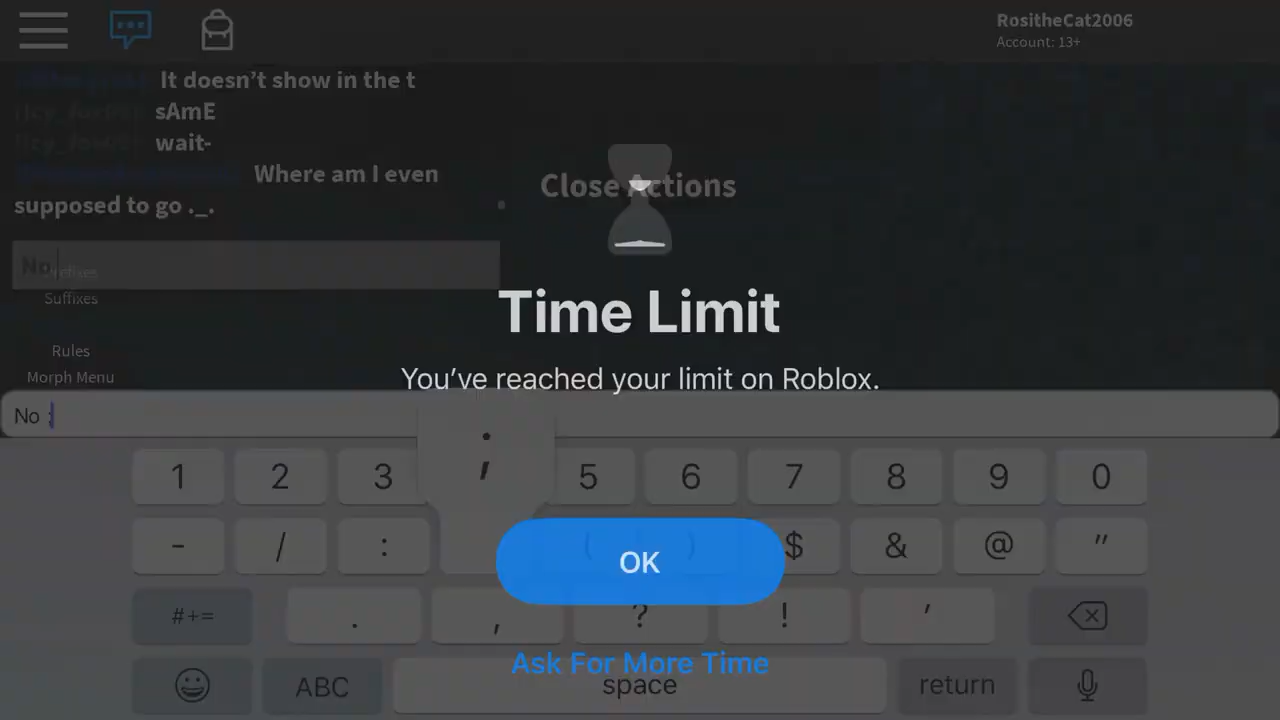 RositheCat2006
Account: 13+
It doesn't show in the t
sAmE
wait-
Where am I even
supposed to go ._.
Close Actions
No
Prefixes
Suffixes
Time Limit
Rules
Morph Menu
You've reached your limit on Roblox.
No ;
;
1 2 3 5 6 7 8 9 0
- / : ( ) $ & @ "
OK
#+= . , ? ! '
Ask For More Time
ABC space return